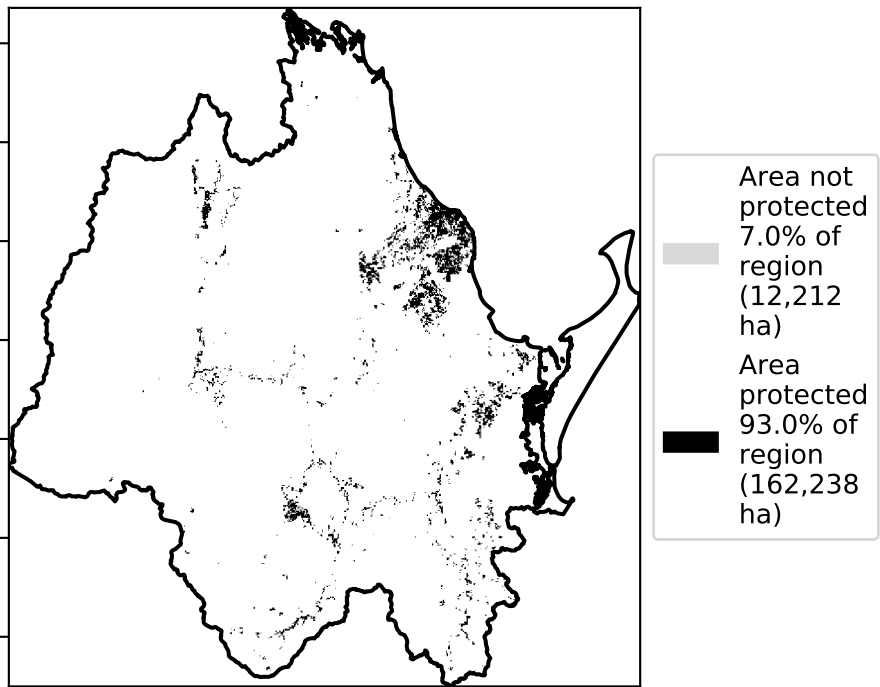 Area not
protected
7.0% of
region
(12,212
ha)
Area
protected
93.0% of
region
(162,238
ha)